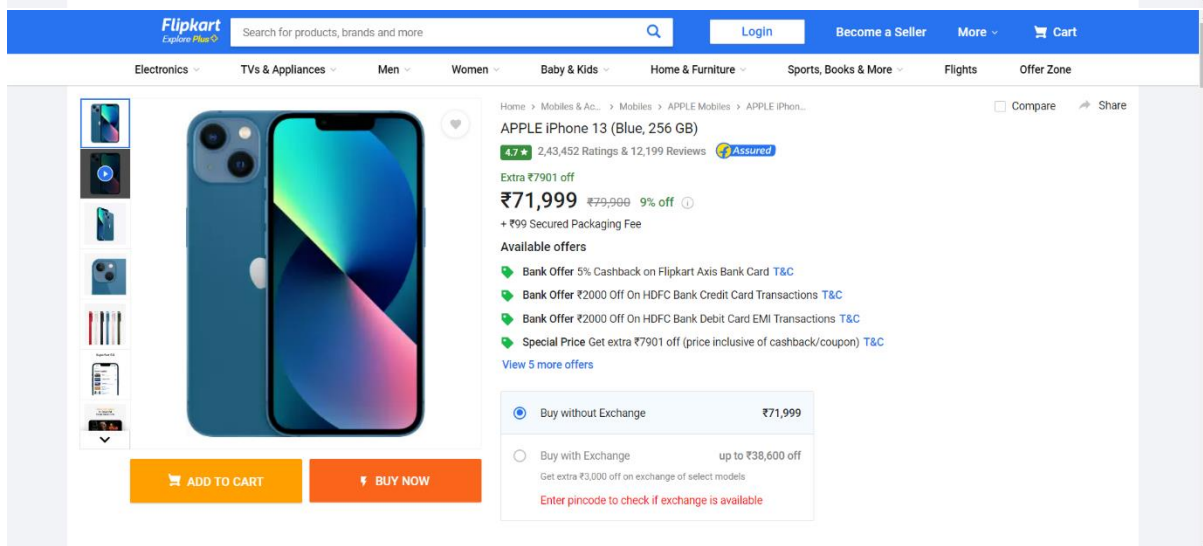 Flipkart
Explore Plus
Search for products, brands and more
Login
Become a Seller
More
Cart
Electronics
TVs & Appliances
Men
Women
Baby & Kids
Home & Furniture
Sports, Books & More
Flights
Offer Zone
Home > Mobiles & Ac... > Mobiles > APPLE Mobiles > APPLE iPhon...
Compare
Share
APPLE iPhone 13 (Blue, 256 GB)
4.7★ 2,43,452 Ratings & 12,199 Reviews Assured
Extra ₹7901 off
₹71,999 ₹79,900 9% off
+ ₹99 Secured Packaging Fee
Available offers
Bank Offer 5% Cashback on Flipkart Axis Bank Card T&C
Bank Offer ₹2000 Off On HDFC Bank Credit Card Transactions T&C
Bank Offer ₹2000 Off On HDFC Bank Debit Card EMI Transactions T&C
Special Price Get extra ₹7901 off (price inclusive of cashback/coupon) T&C
View 5 more offers
Buy without Exchange ₹71,999
Buy with Exchange up to ₹38,600 off
Get extra ₹3,000 off on exchange of select models
Enter pincode to check if exchange is available
ADD TO CART
BUY NOW